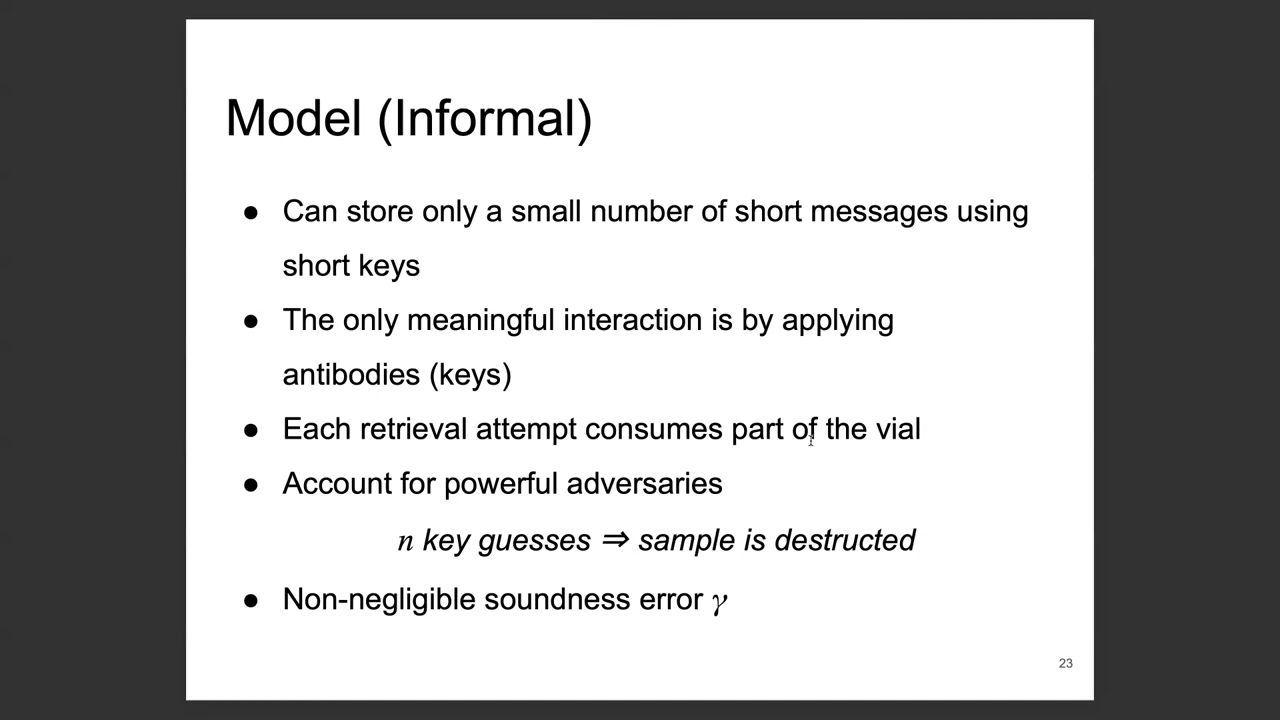 Model (Informal)
● Can store only a small number of short messages using
short keys
● The only meaningful interaction is by applying
antibodies (keys)
● Each retrieval attempt consumes part of the vial
● Account for powerful adversaries
n key guesses ⇒ sample is destructed
● Non-negligible soundness error γ
23